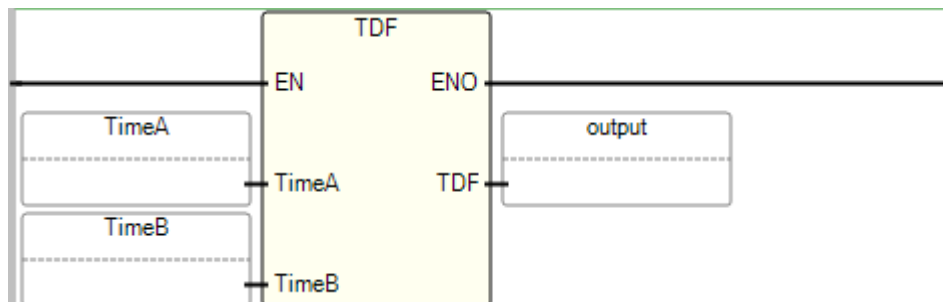 TDF
EN ENO
TimeA output
TimeA TDF
TimeB
TimeB